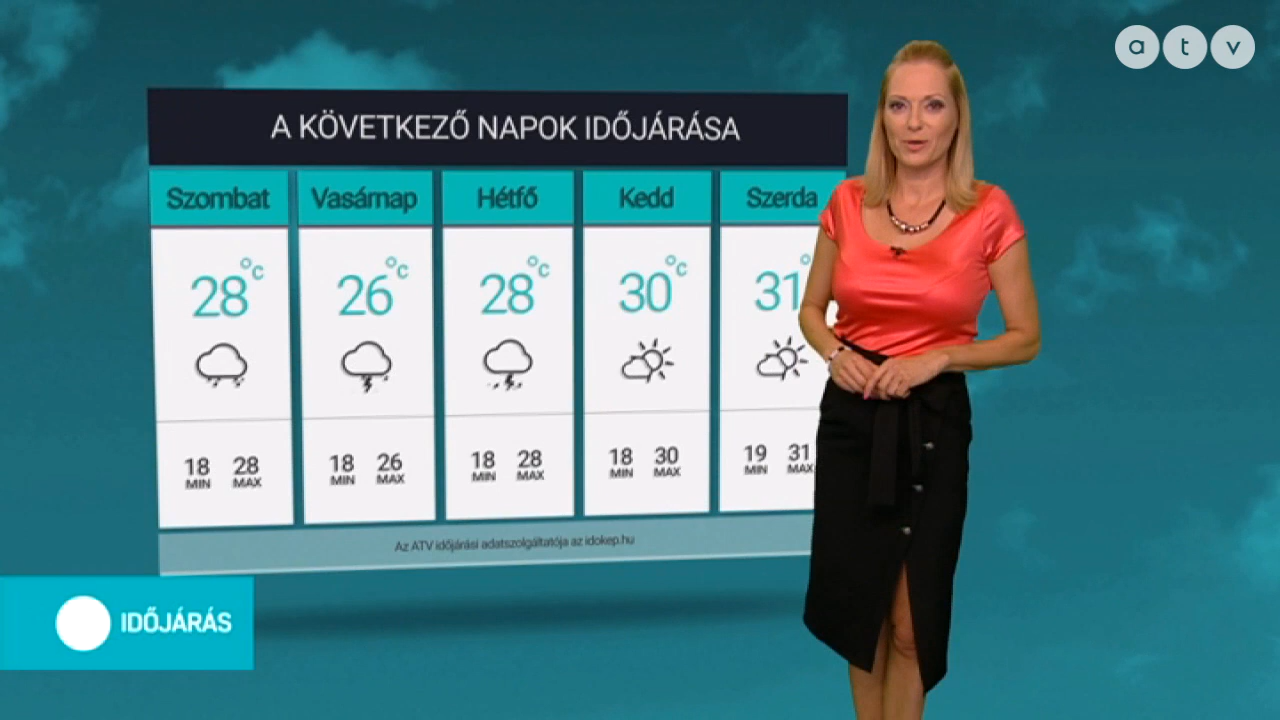 a t v
A KÖVETKEZŐ NAPOK IDŐJÁRÁSA
Szombat Vasárnap Hétfő Kedd Szerda
28°c 26°c 28°c 30°c 31°
18 28 18 26 18 28 18 30 19 31
MIN MAX MIN MAX MIN MAX MIN MAX MIN MAX
Az ATV időjárási adatszolgáltatója az idokep.hu
IDŐJÁRÁS